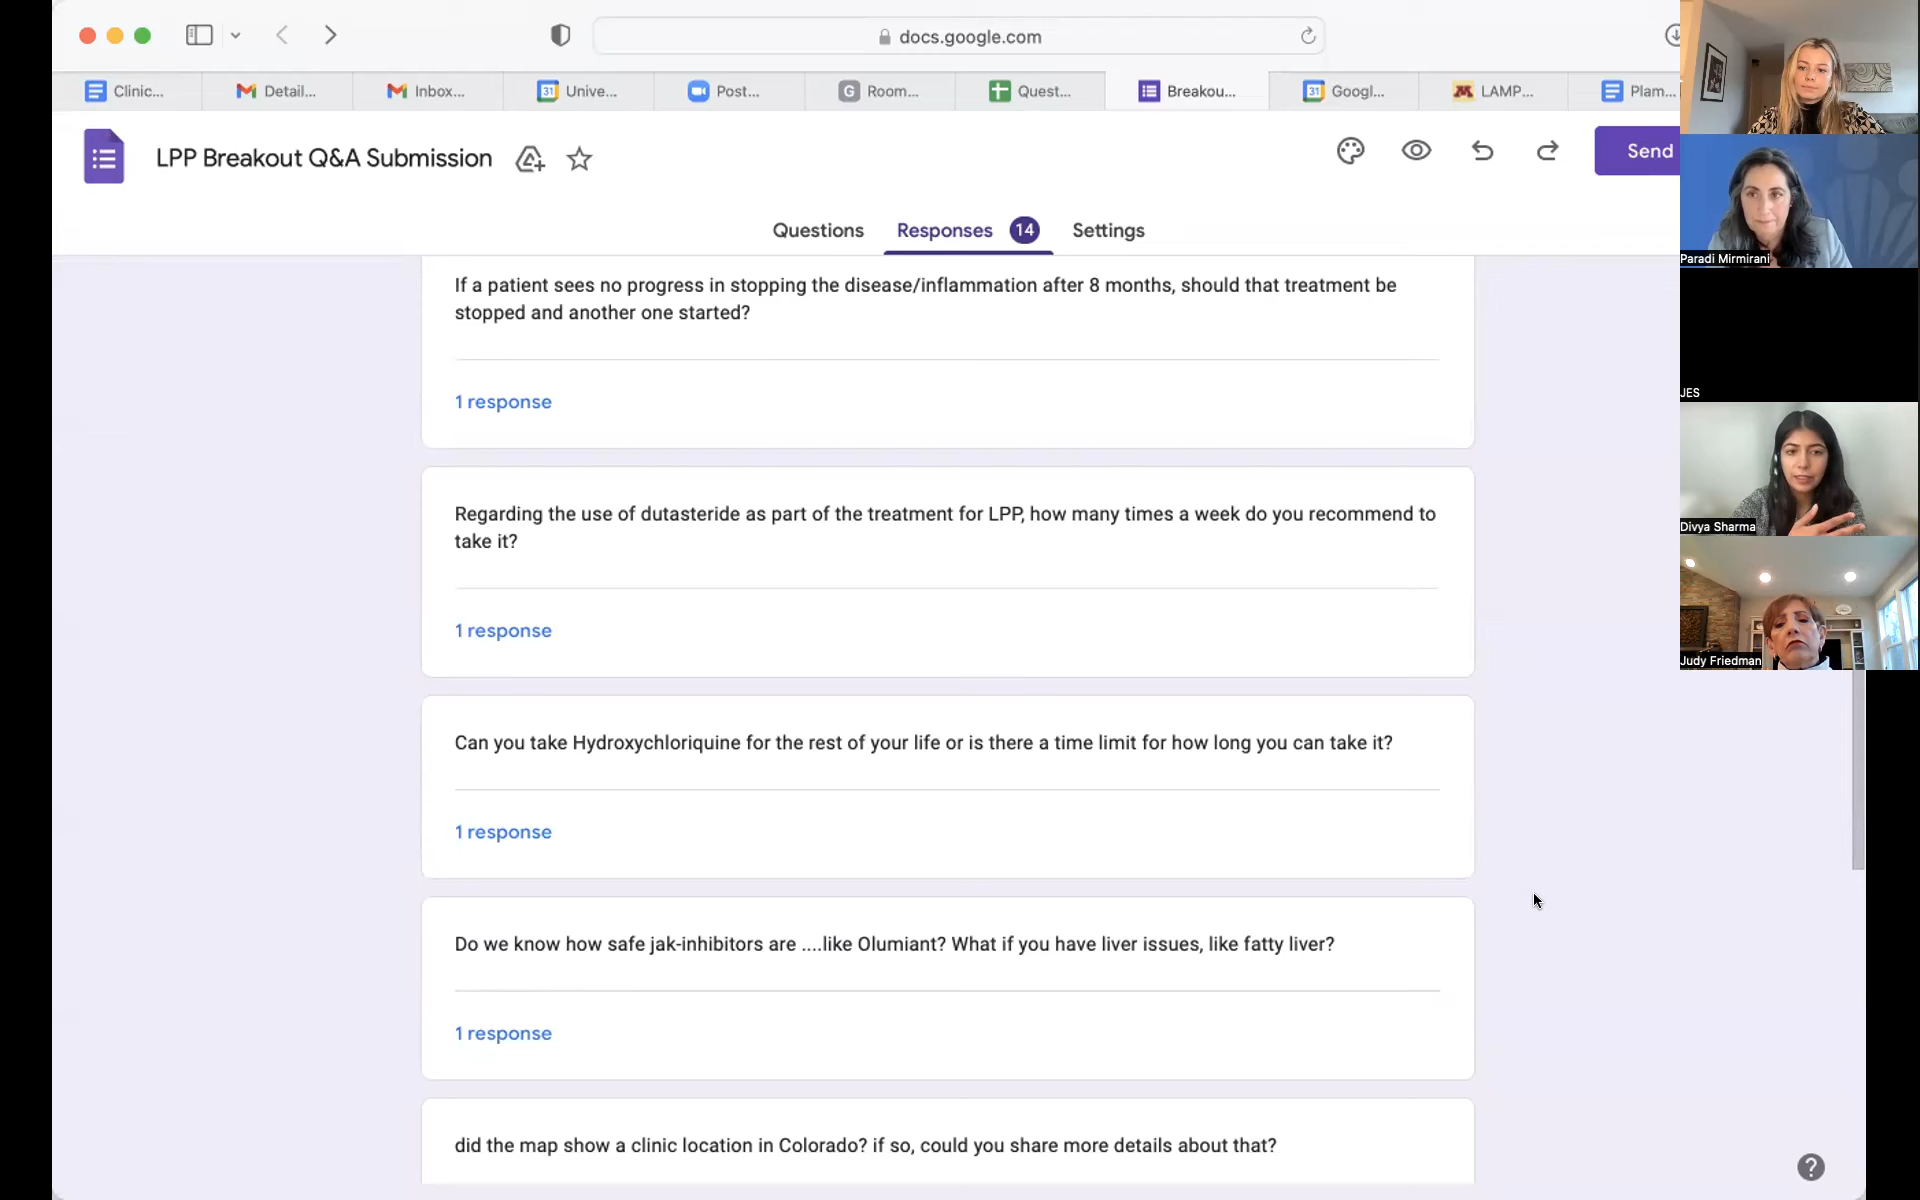 docs.google.com
Clinic...
Detail...
Inbox...
31
Unive...
Post...
G
Room...
Quest...
Breakou...
31
Googl...
M
LAMP...
Plam...
LPP Breakout Q&A Submission
Send
Questions
Responses
14
Settings
If a patient sees no progress in stopping the disease/inflammation after 8 months, should that treatment be
stopped and another one started?
1 response
Regarding the use of dutasteride as part of the treatment for LPP, how many times a week do you recommend to
take it?
1 response
Can you take Hydroxychloriquine for the rest of your life or is there a time limit for how long you can take it?
1 response
Do we know how safe jak-inhibitors are ....like Olumiant? What if you have liver issues, like fatty liver?
1 response
did the map show a clinic location in Colorado? if so, could you share more details about that?
Paradi Mirmirani
JES
Divya Sharma
Judy Friedman